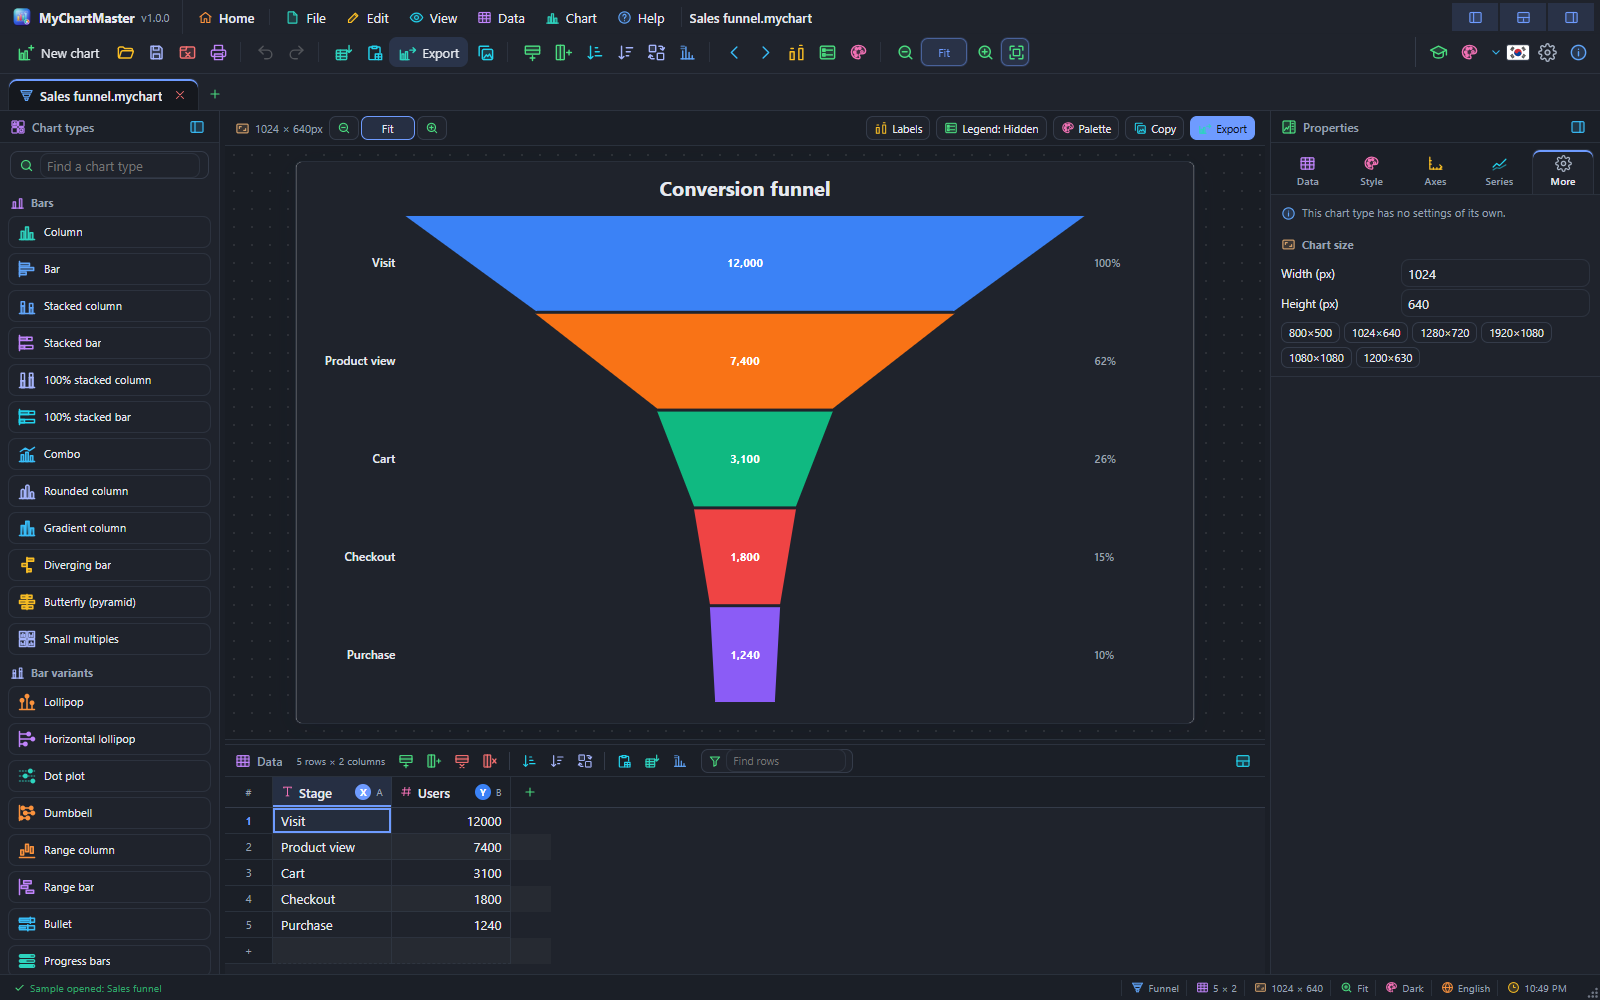 MyChartMaster v1.0.0 Home File Edit View Data Chart Help Sales funnel.mychart
New chart Export Fit
Sales funnel.mychart
Chart types
Find a chart type
Bars
Column
Bar
Stacked column
Stacked bar
100% stacked column
100% stacked bar
Combo
Rounded column
Gradient column
Diverging bar
Butterfly (pyramid)
Small multiples
Bar variants
Lollipop
Horizontal lollipop
Dot plot
Dumbbell
Range column
Range bar
Bullet
Progress bars
1024 × 640px Fit Labels Legend: Hidden Palette Copy Export
Conversion funnel
Visit 12,000 100%
Product view 7,400 62%
Cart 3,100 26%
Checkout 1,800 15%
Purchase 1,240 10%
Data 5 rows × 2 columns Find rows
# Stage X A # Users Y B +
1 Visit 12000
2 Product view 7400
3 Cart 3100
4 Checkout 1800
5 Purchase 1240
+
Properties
Data Style Axes Series More
This chart type has no settings of its own.
Chart size
Width (px) 1024
Height (px) 640
800×500 1024×640 1280×720 1920×1080
1080×1080 1200×630
Sample opened: Sales funnel Funnel 5 × 2 1024 × 640 Fit Dark English 10:49 PM